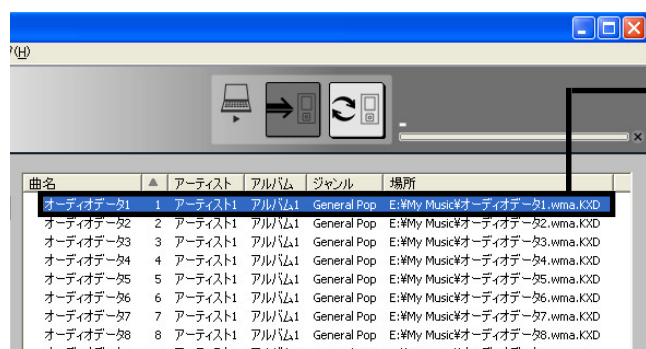 (H)
曲名 アーティスト アルバム ジャンル 場所
オーディオデータ1 1 アーティスト1 アルバム1 General Pop E:¥My Music¥オーディオデータ1.wma.KXD
オーディオデータ2 2 アーティスト1 アルバム1 General Pop E:¥My Music¥オーディオデータ2.wma.KXD
オーディオデータ3 3 アーティスト1 アルバム1 General Pop E:¥My Music¥オーディオデータ3.wma.KXD
オーディオデータ4 4 アーティスト1 アルバム1 General Pop E:¥My Music¥オーディオデータ4.wma.KXD
オーディオデータ5 5 アーティスト1 アルバム1 General Pop E:¥My Music¥オーディオデータ5.wma.KXD
オーディオデータ6 6 アーティスト1 アルバム1 General Pop E:¥My Music¥オーディオデータ6.wma.KXD
オーディオデータ7 7 アーティスト1 アルバム1 General Pop E:¥My Music¥オーディオデータ7.wma.KXD
オーディオデータ8 8 アーティスト1 アルバム1 General Pop E:¥My Music¥オーディオデータ8.wma.KXD